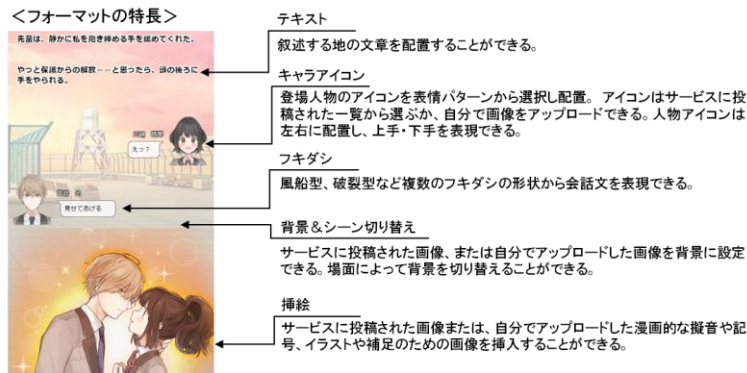 ＜フォーマットの特長＞
先輩は、静かに私を抱き締める手を緩めてくれた。
やっと保護からの解放――と思ったら、頭の後ろに
手をやられる。
えっ？
見せてあげる
テキスト
叙述する地の文章を配置することができる。
キャラアイコン
登場人物のアイコンを表情パターンから選択し配置。 アイコンはサービスに投
稿された一覧から選ぶか、自分で画像をアップロードできる。人物アイコンは
左右に配置し、上手・下手を表現できる。
フキダシ
風船型、破裂型など複数のフキダシの形状から会話文を表現できる。
背景＆シーン切り替え
サービスに投稿された画像、または自分でアップロードした画像を背景に設定
できる。場面によって背景を切り替えることができる。
挿絵
サービスに投稿された画像または、自分でアップロードした漫画的な擬音や記
号、イラストや補足のための画像を挿入することができる。